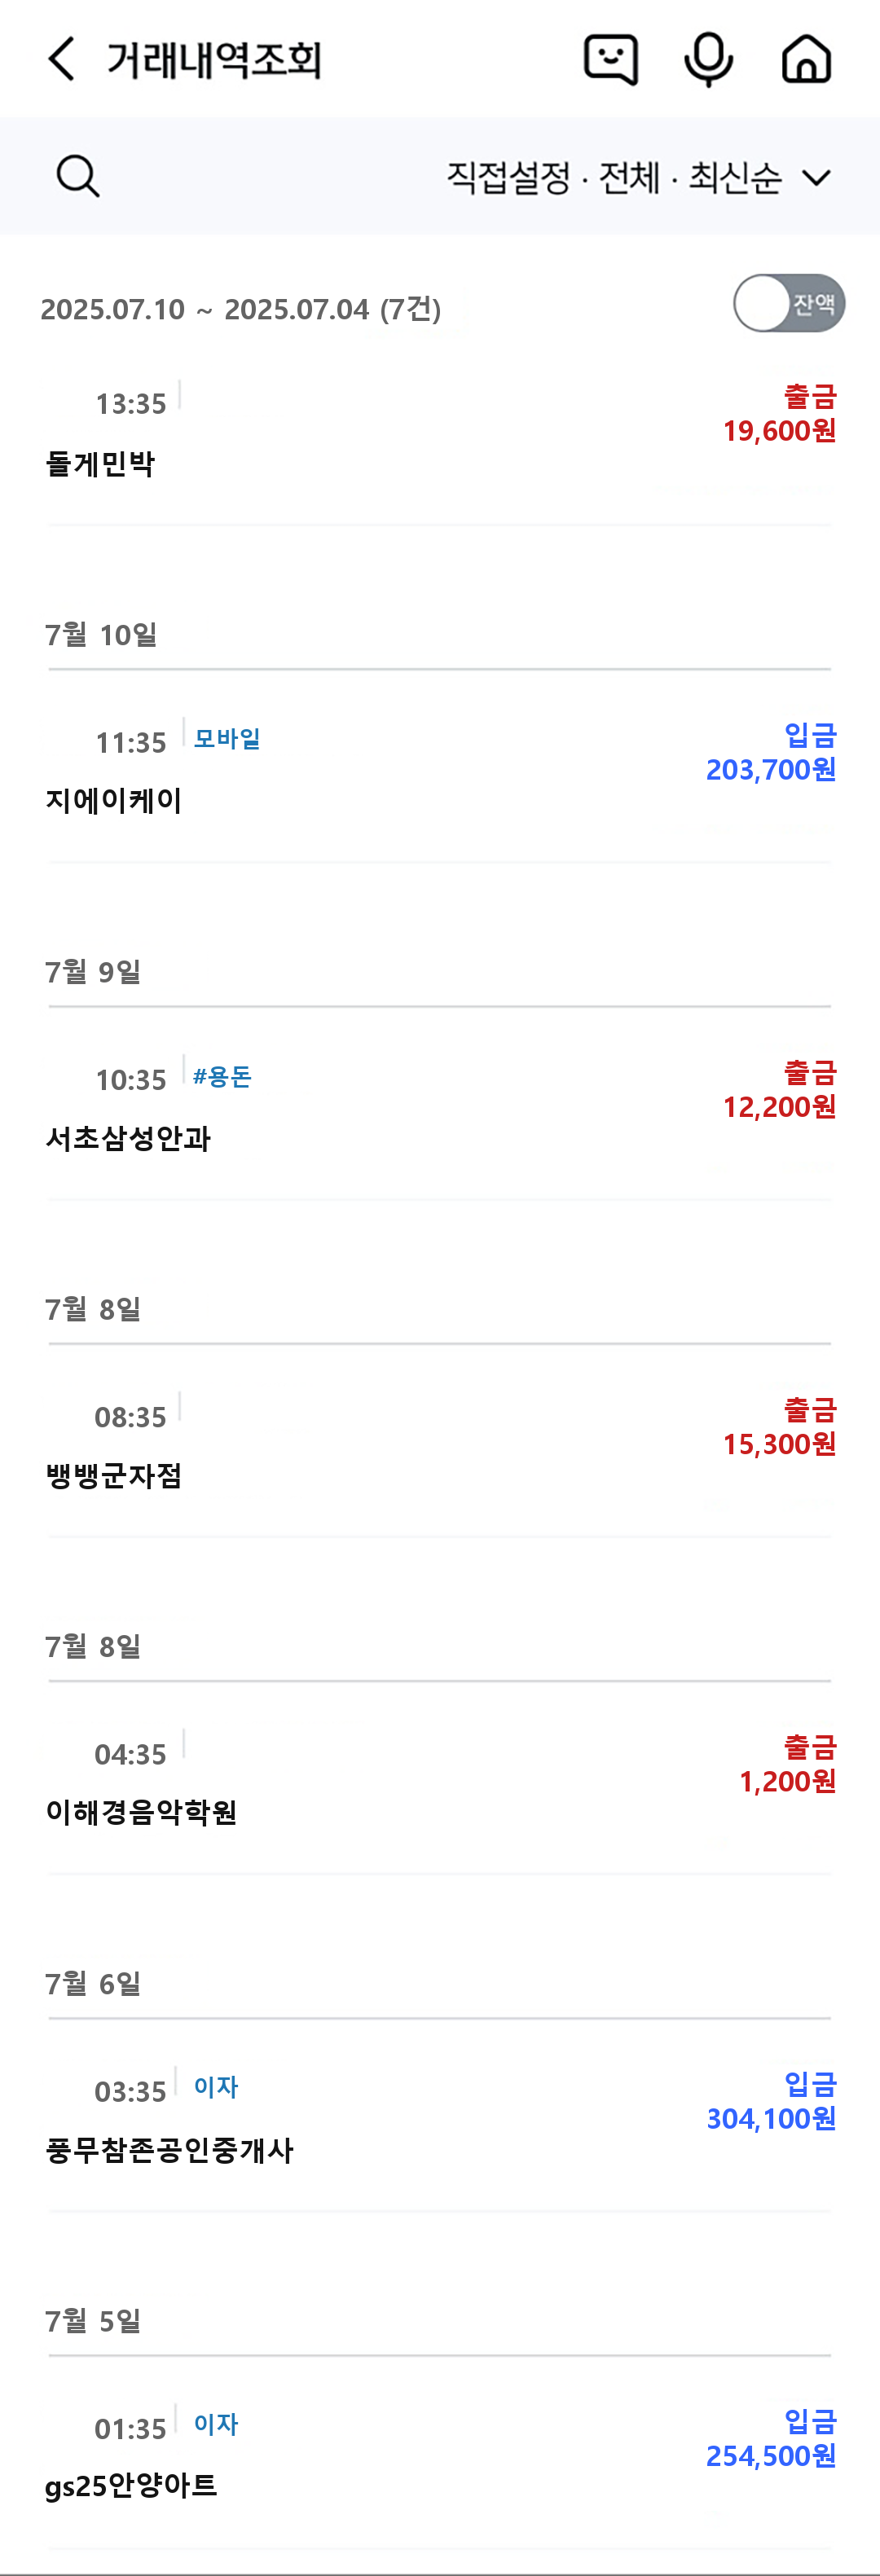 거래내역조회
직접설정 · 전체 · 최신순
2025.07.10 ~ 2025.07.04 (7건)
잔액
13:35
출금
19,600원
돌게민박
7월 10일
11:35 모바일
입금
203,700원
지에이케이
7월 9일
10:35 #용돈
출금
12,200원
서초삼성안과
7월 8일
08:35
출금
15,300원
뱅뱅군자점
7월 8일
04:35
출금
1,200원
이해경음악학원
7월 6일
03:35 이자
입금
304,100원
풍무참존공인중개사
7월 5일
01:35 이자
입금
254,500원
gs25안양아트